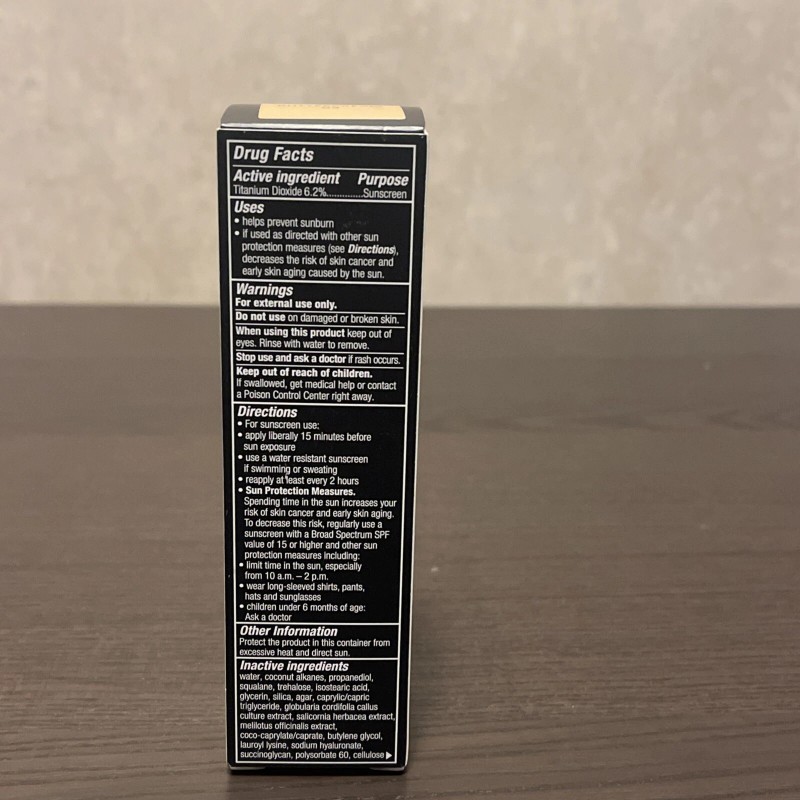 Drug Facts
Active ingredient Purpose
Titanium Dioxide 6.2%.............Sunscreen
Uses
• helps prevent sunburn
• if used as directed with other sun
protection measures (see Directions),
decreases the risk of skin cancer and
early skin aging caused by the sun.
Warnings
For external use only.
Do not use on damaged or broken skin.
When using this product keep out of
eyes. Rinse with water to remove.
Stop use and ask a doctor if rash occurs.
Keep out of reach of children.
If swallowed, get medical help or contact
a Poison Control Center right away.
Directions
• For sunscreen use:
• apply liberally 15 minutes before
sun exposure
• use a water resistant sunscreen
if swimming or sweating
• reapply at least every 2 hours
• Sun Protection Measures.
Spending time in the sun increases your
risk of skin cancer and early skin aging.
To decrease this risk, regularly use a
sunscreen with a Broad Spectrum SPF
value of 15 or higher and other sun
protection measures including:
• limit time in the sun, especially
from 10 a.m. – 2 p.m.
• wear long-sleeved shirts, pants,
hats and sunglasses
• children under 6 months of age:
Ask a doctor
Other Information
Protect the product in this container from
excessive heat and direct sun.
Inactive ingredients
water, coconut alkanes, propanediol,
squalane, trehalose, isostearic acid,
glycerin, silica, agar, caprylic/capric
triglyceride, globularia cordifolia callus
culture extract, salicornia herbacea extract,
melilotus officinalis extract,
coco-caprylate/caprate, butylene glycol,
lauroyl lysine, sodium hyaluronate,
succinoglycan, polysorbate 60, cellulose ▶